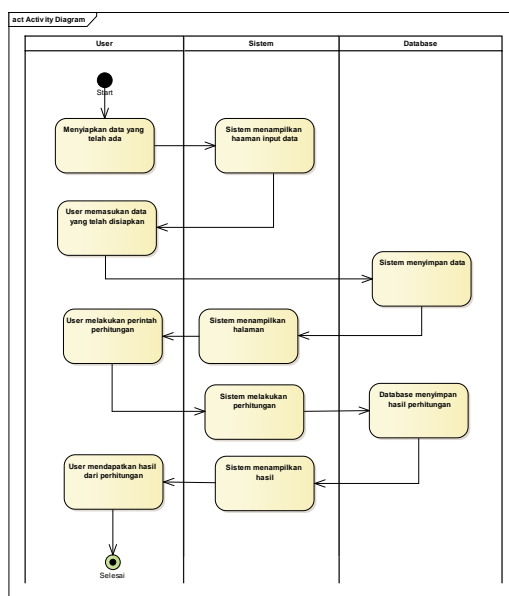 act Activity Diagram
User
Sistem
Database
Start
Menyiapkan data yang
telah ada
Sistem menampilkan
haaman input data
User memasukan data
yang telah disiapkan
Sistem menyimpan data
User melakukan perintah
perhitungan
Sistem menampilkan
halaman
Sistem melakukan
perhitungan
Database menyimpan
hasil perhitungan
User mendapatkan hasil
dari perhitungan
Sistem menampilkan
hasil
Selesai